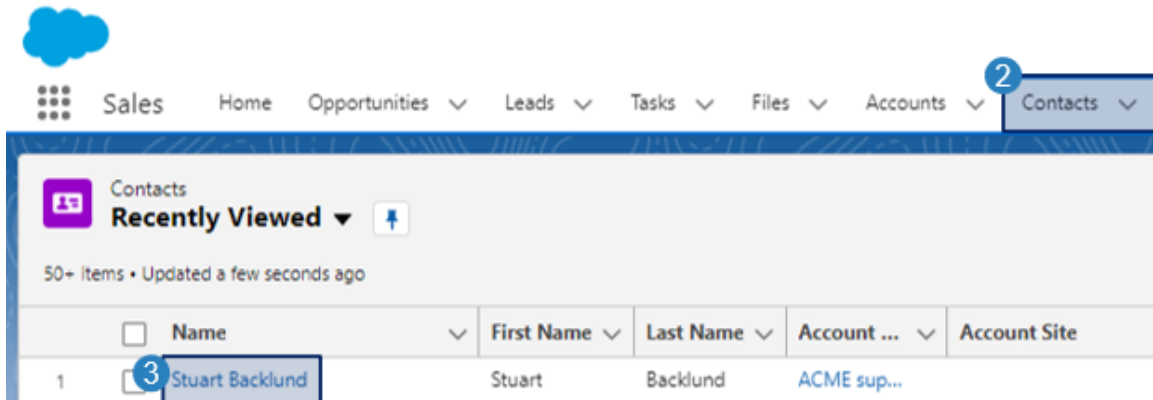 2
Sales Home Opportunities Leads Tasks Files Accounts Contacts
Contacts
Recently Viewed
50+ items • Updated a few seconds ago
Name First Name Last Name Account ... Account Site
1 3 Stuart Backlund Stuart Backlund ACME sup...